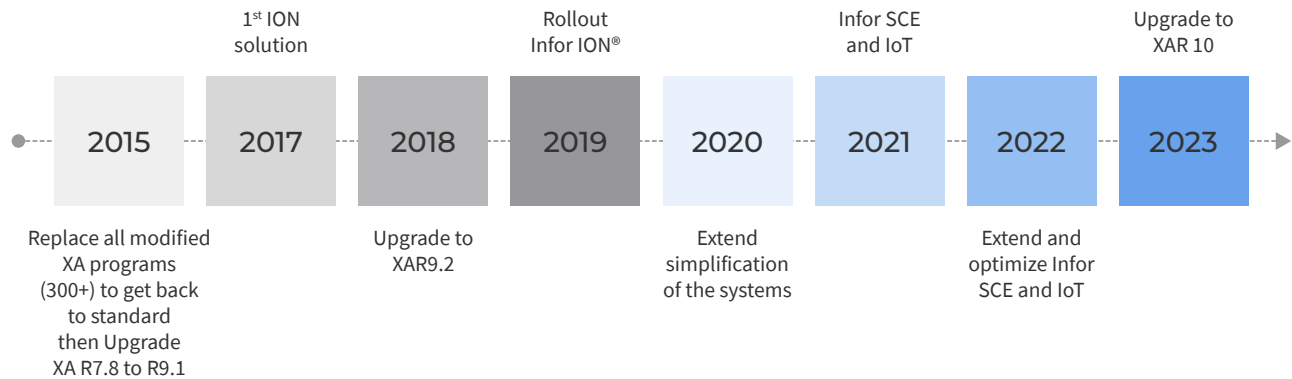 1st ION
solution
Rollout
Infor ION®
Infor SCE
and IoT
Upgrade to
XAR 10
2015
2017
2018
2019
2020
2021
2022
2023
Replace all modified
XA programs
(300+) to get back
to standard
then Upgrade
XA R7.8 to R9.1
Upgrade to
XAR9.2
Extend
simplification
of the systems
Extend and
optimize Infor
SCE and IoT